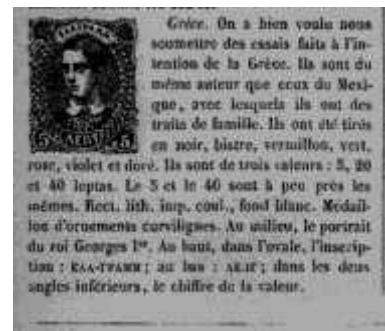 Grèce. On a bien voulu nous
soumettre des essais faits à l'in-
tention de la Grèce. Ils sont du
même auteur que ceux du Mexi-
que, avec lesquels ils ont des
traits de famille. Ils ont été tirés
en noir, bistre, vermillon, vert,
rose, violet et doré. Ils sont de trois valeurs : 5, 20
et 40 leptas. Le 5 et le 40 sont à peu près les
mêmes. Rect. lith. imp. coul., fond blanc. Médail-
lon d'ornements curvilignes. Au milieu, le portrait
du roi Georges Ier. Au haut, dans l'ovale, l'inscrip-
tion : ΕΛΛ-ΓΡΑΜΜ ; au bas : ΛΕΠΤ ; dans les deux
angles inférieurs, le chiffre de la valeur.